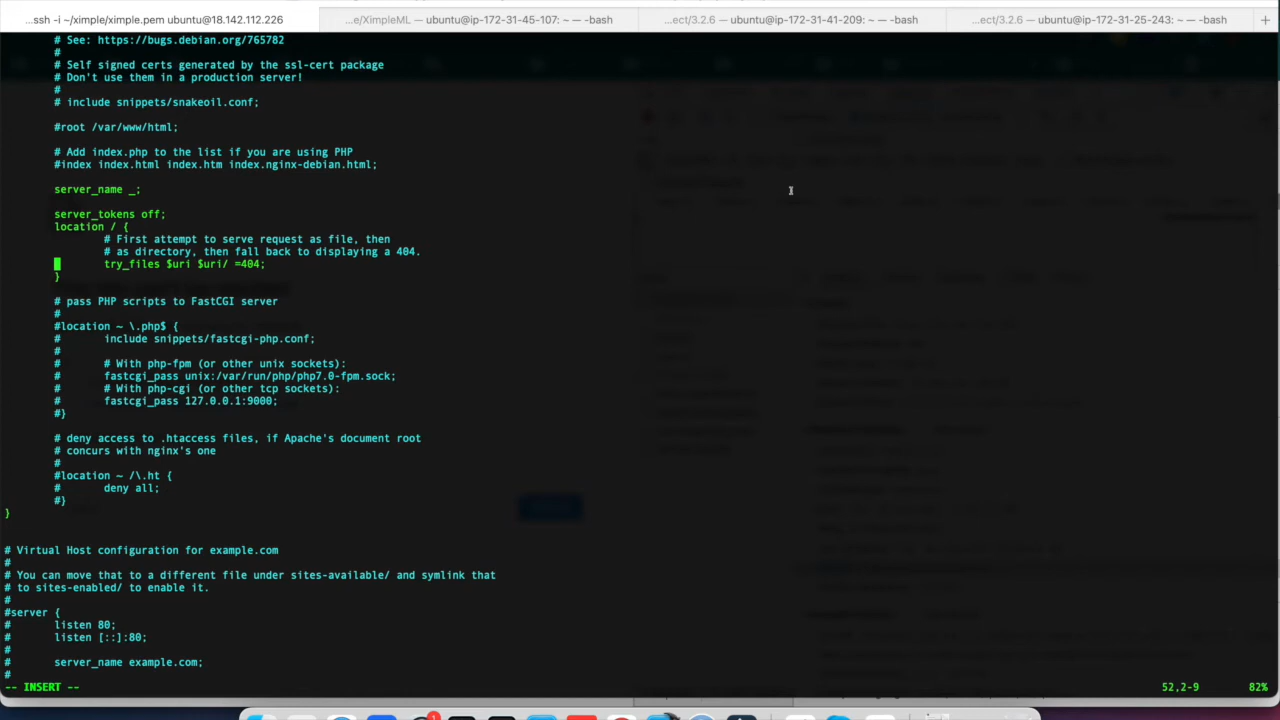 ...ssh -i ~/ximple/ximple.pem ubuntu@18.142.112.226
...e/XimpleML — ubuntu@ip-172-31-45-107: ~ — -bash
...ect/3.2.6 — ubuntu@ip-172-31-41-209: ~ — -bash
...ect/3.2.6 — ubuntu@ip-172-31-25-243: ~ — -bash
+
# See: https://bugs.debian.org/765782
#
# Self signed certs generated by the ssl-cert package
# Don't use them in a production server!
#
# include snippets/snakeoil.conf;
#root /var/www/html;
# Add index.php to the list if you are using PHP
#index index.html index.htm index.nginx-debian.html;
server_name _;
server_tokens off;
location / {
# First attempt to serve request as file, then
# as directory, then fall back to displaying a 404.
try_files $uri $uri/ =404;
}
# pass PHP scripts to FastCGI server
#
#location ~ \.php$ {
#       include snippets/fastcgi-php.conf;
#
#       # With php-fpm (or other unix sockets):
#       fastcgi_pass unix:/var/run/php/php7.0-fpm.sock;
#       # With php-cgi (or other tcp sockets):
#       fastcgi_pass 127.0.0.1:9000;
#}
# deny access to .htaccess files, if Apache's document root
# concurs with nginx's one
#
#location ~ /\.ht {
#       deny all;
#}
}
# Virtual Host configuration for example.com
#
# You can move that to a different file under sites-available/ and symlink that
# to sites-enabled/ to enable it.
#
#server {
#       listen 80;
#       listen [::]:80;
#
#       server_name example.com;
#
-- INSERT --
52,2-9
82%